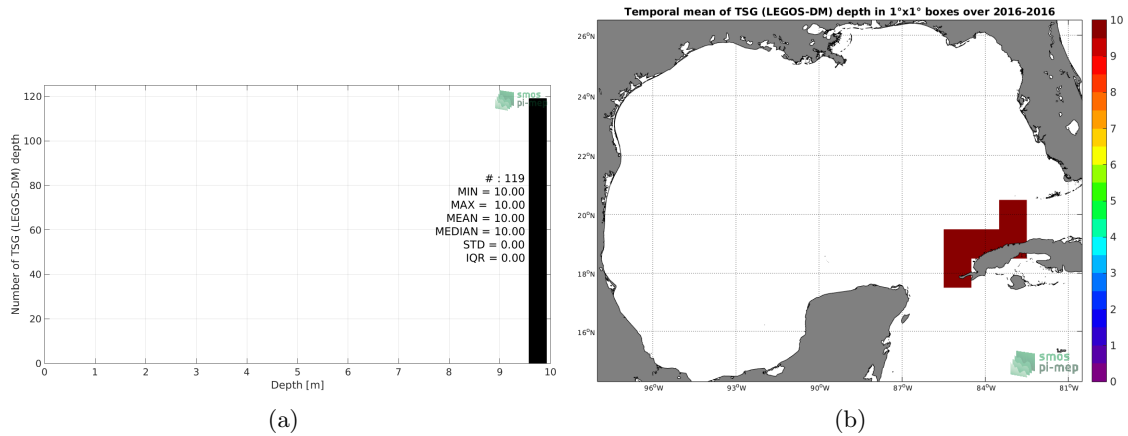 Temporal mean of TSG (LEGOS-DM) depth in 1°x1° boxes over 2016-2016
Number of TSG (LEGOS-DM) depth
120
100
80
60
40
20
0
smos
pi-mep
# : 119
MIN = 10.00
MAX = 10.00
MEAN = 10.00
MEDIAN = 10.00
STD = 0.00
IQR = 0.00
0 1 2 3 4 5 6 7 8 9 10
Depth [m]
(a)
26°N
24°N
22°N
20°N
18°N
16°N
96°W 93°W 90°W 87°W 84°W 81°W
smos
pi-mep
10
9
8
7
6
5
4
3
2
1
0
(b)